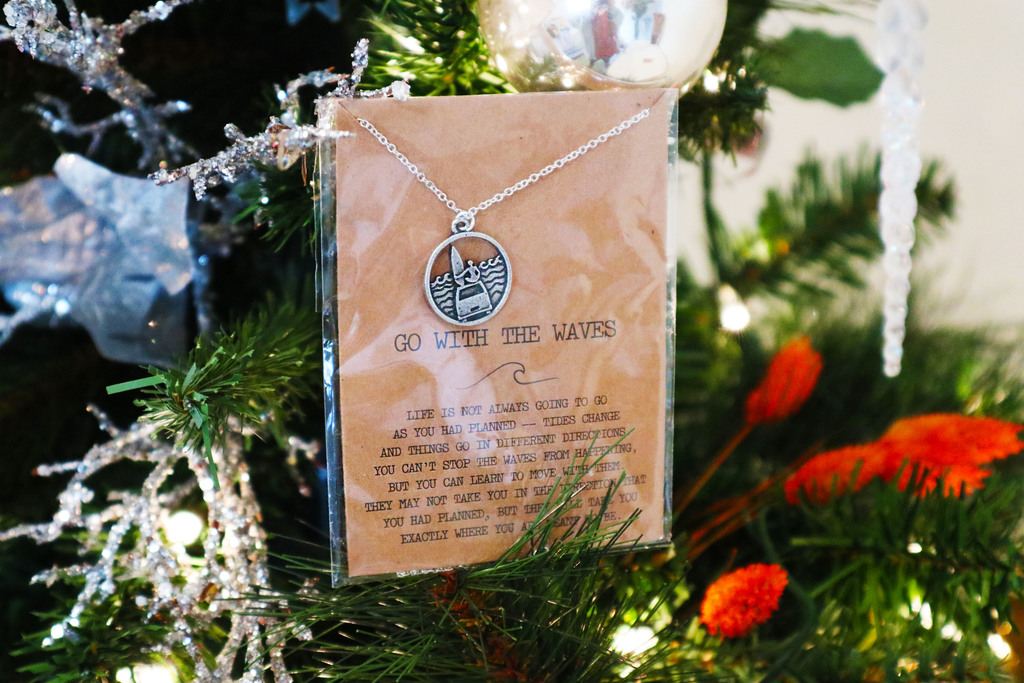 GO WITH THE WAVES
LIFE IS NOT ALWAYS GOING TO GO
AS YOU HAD PLANNED — TIDES CHANGE
AND THINGS GO IN DIFFERENT DIRECTIONS
YOU CAN'T STOP THE WAVES FROM HAPPENING,
BUT YOU CAN LEARN TO MOVE WITH THEM.
THEY MAY NOT TAKE YOU IN THE DIRECTION THAT
YOU HAD PLANNED, BUT TAKE YOU
EXACTLY WHERE YOU BE.